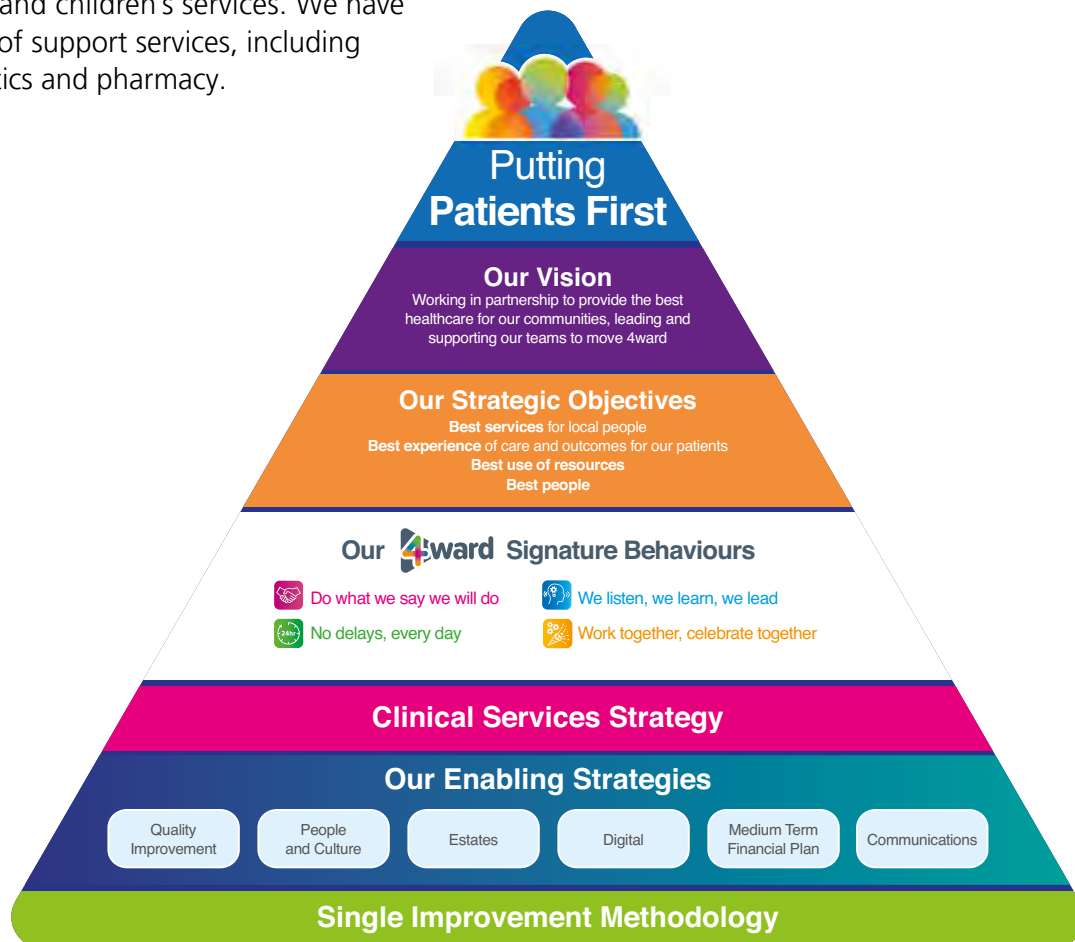 and children's services. We have
of support services, including
tics and pharmacy.
Putting
Patients First
Our Vision
Working in partnership to provide the best
healthcare for our communities, leading and
supporting our teams to move 4ward
Our Strategic Objectives
Best services for local people
Best experience of care and outcomes for our patients
Best use of resources
Best people
Our 4ward Signature Behaviours
Do what we say we will do
We listen, we learn, we lead
24hr
No delays, every day
Work together, celebrate together
Clinical Services Strategy
Our Enabling Strategies
Quality
Improvement
People
and Culture
Estates
Digital
Medium Term
Financial Plan
Communications
Single Improvement Methodology